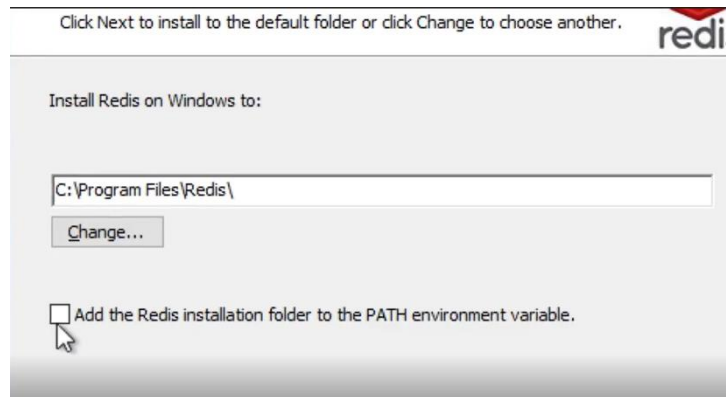 Click Next to install to the default folder or click Change to choose another.
redi
Install Redis on Windows to:
C:\Program Files\Redis\
Change...
Add the Redis installation folder to the PATH environment variable.